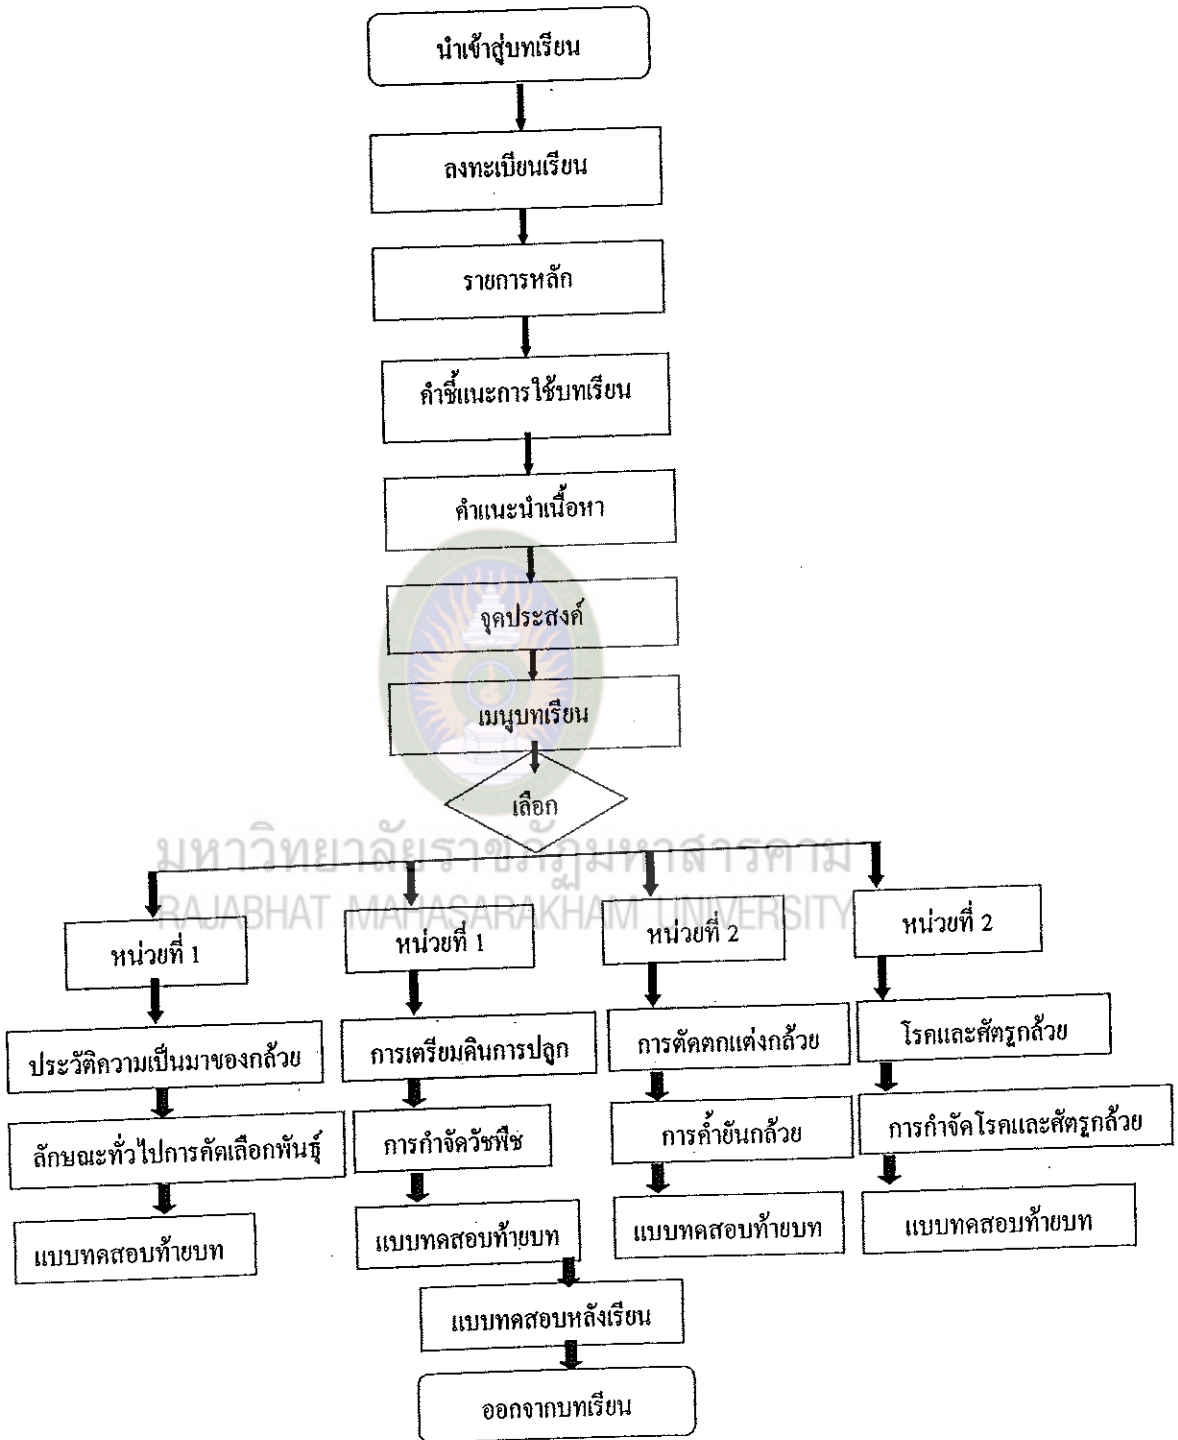 นำเข้าสู่บทเรียน
ลงทะเบียนเรียน
รายการหลัก
คำชี้แนะการใช้บทเรียน
คำแนะนำเนื้อหา
จุดประสงค์
เมนูบทเรียน
เลือก
มหาวิทยาลัยราชภัฏมหาสารคาม
RAJABHAT MAHASARAKHAM UNIVERSITY
หน่วยที่ 1
หน่วยที่ 1
หน่วยที่ 2
หน่วยที่ 2
ประวัติความเป็นมาของกล้วย
การเตรียมดินการปลูก
การตัดตกแต่งกล้วย
โรคและศัตรูกล้วย
ลักษณะทั่วไปการคัดเลือกพันธุ์
การกำจัดวัชพืช
การค้ำยันกล้วย
การกำจัดโรคและศัตรูกล้วย
แบบทดสอบท้ายบท
แบบทดสอบท้ายบท
แบบทดสอบท้ายบท
แบบทดสอบท้ายบท
แบบทดสอบหลังเรียน
ออกจากบทเรียน